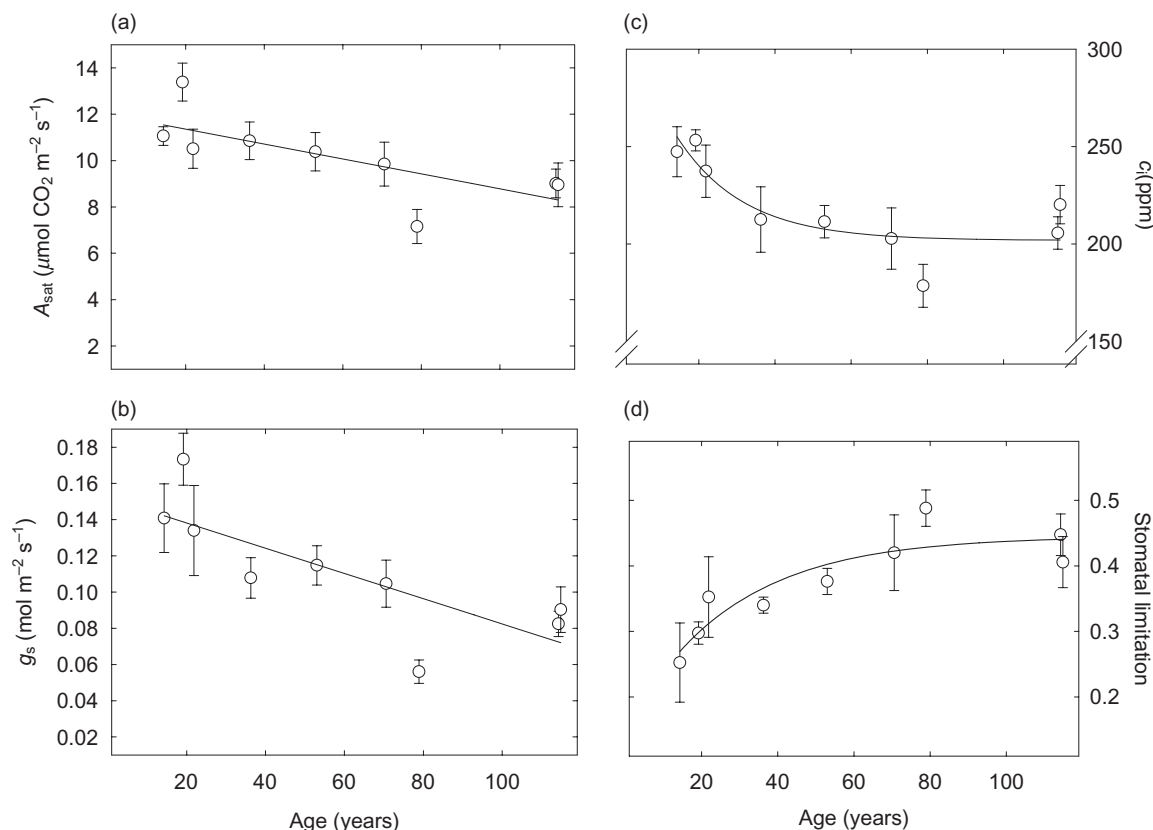 (a)
14
12
10
8
6
4
2
A_sat (μmol CO₂ m⁻² s⁻¹)
(c)
300
250
200
150
c_i(ppm)
(b)
0.18
0.16
0.14
0.12
0.10
0.08
0.06
0.04
0.02
g_s (mol m⁻² s⁻¹)
20 40 60 80 100
Age (years)
(d)
0.5
0.4
0.3
0.2
Stomatal limitation
20 40 60 80 100
Age (years)